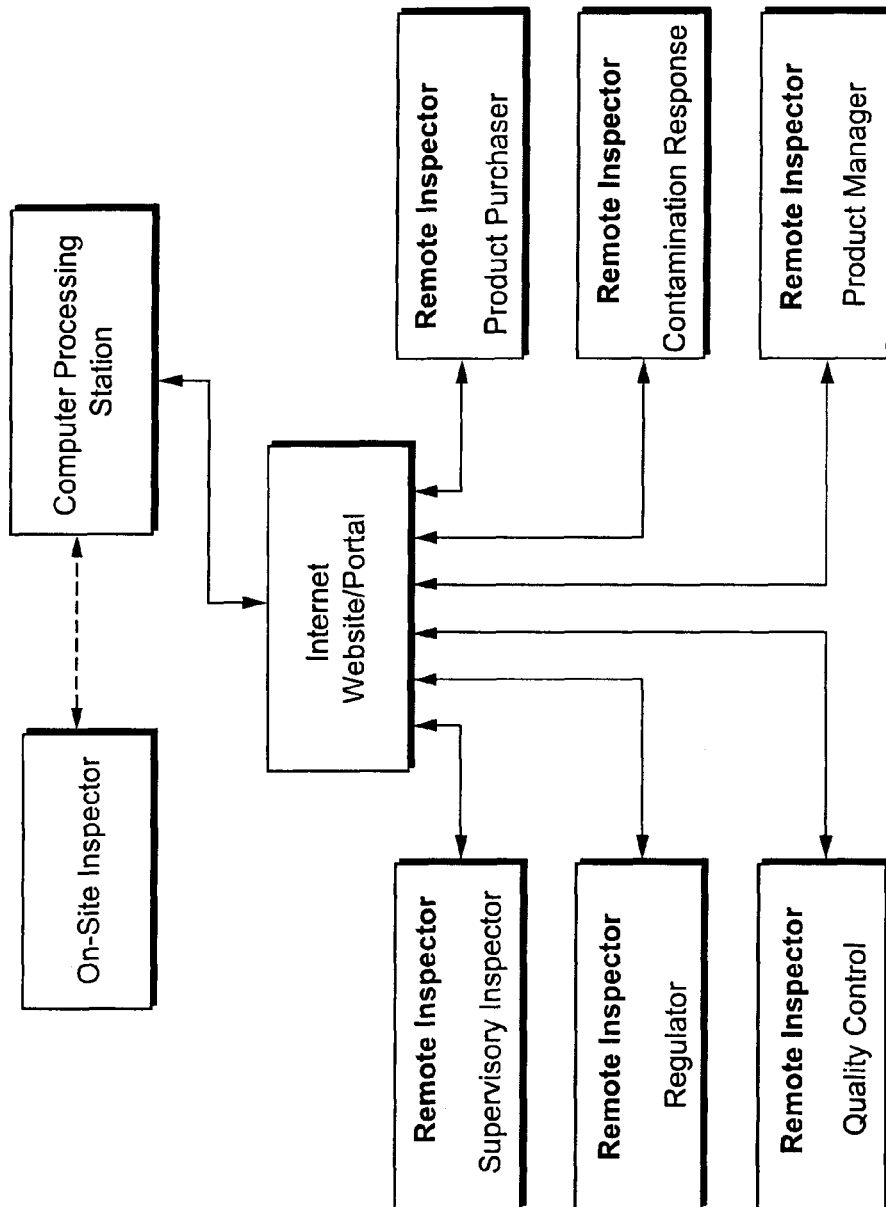 On-Site Inspector
Computer Processing
Station
Internet
Website/Portal
Remote Inspector
Supervisory Inspector
Remote Inspector
Product Purchaser
Remote Inspector
Regulator
Remote Inspector
Contamination Response
Remote Inspector
Quality Control
Remote Inspector
Product Manager